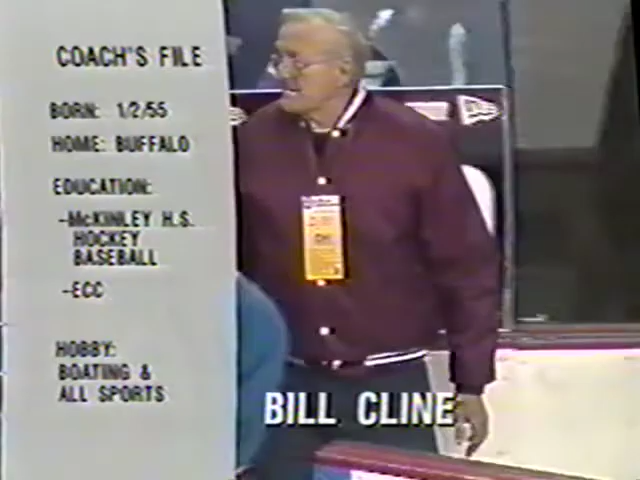 COACH'S FILE
BORN: 1/2/55
HOME: BUFFALO
EDUCATION:
-McKINLEY H.S.
HOCKEY
BASEBALL
-ECC
HOBBY:
BOATING &
ALL SPORTS
BILL CLINE